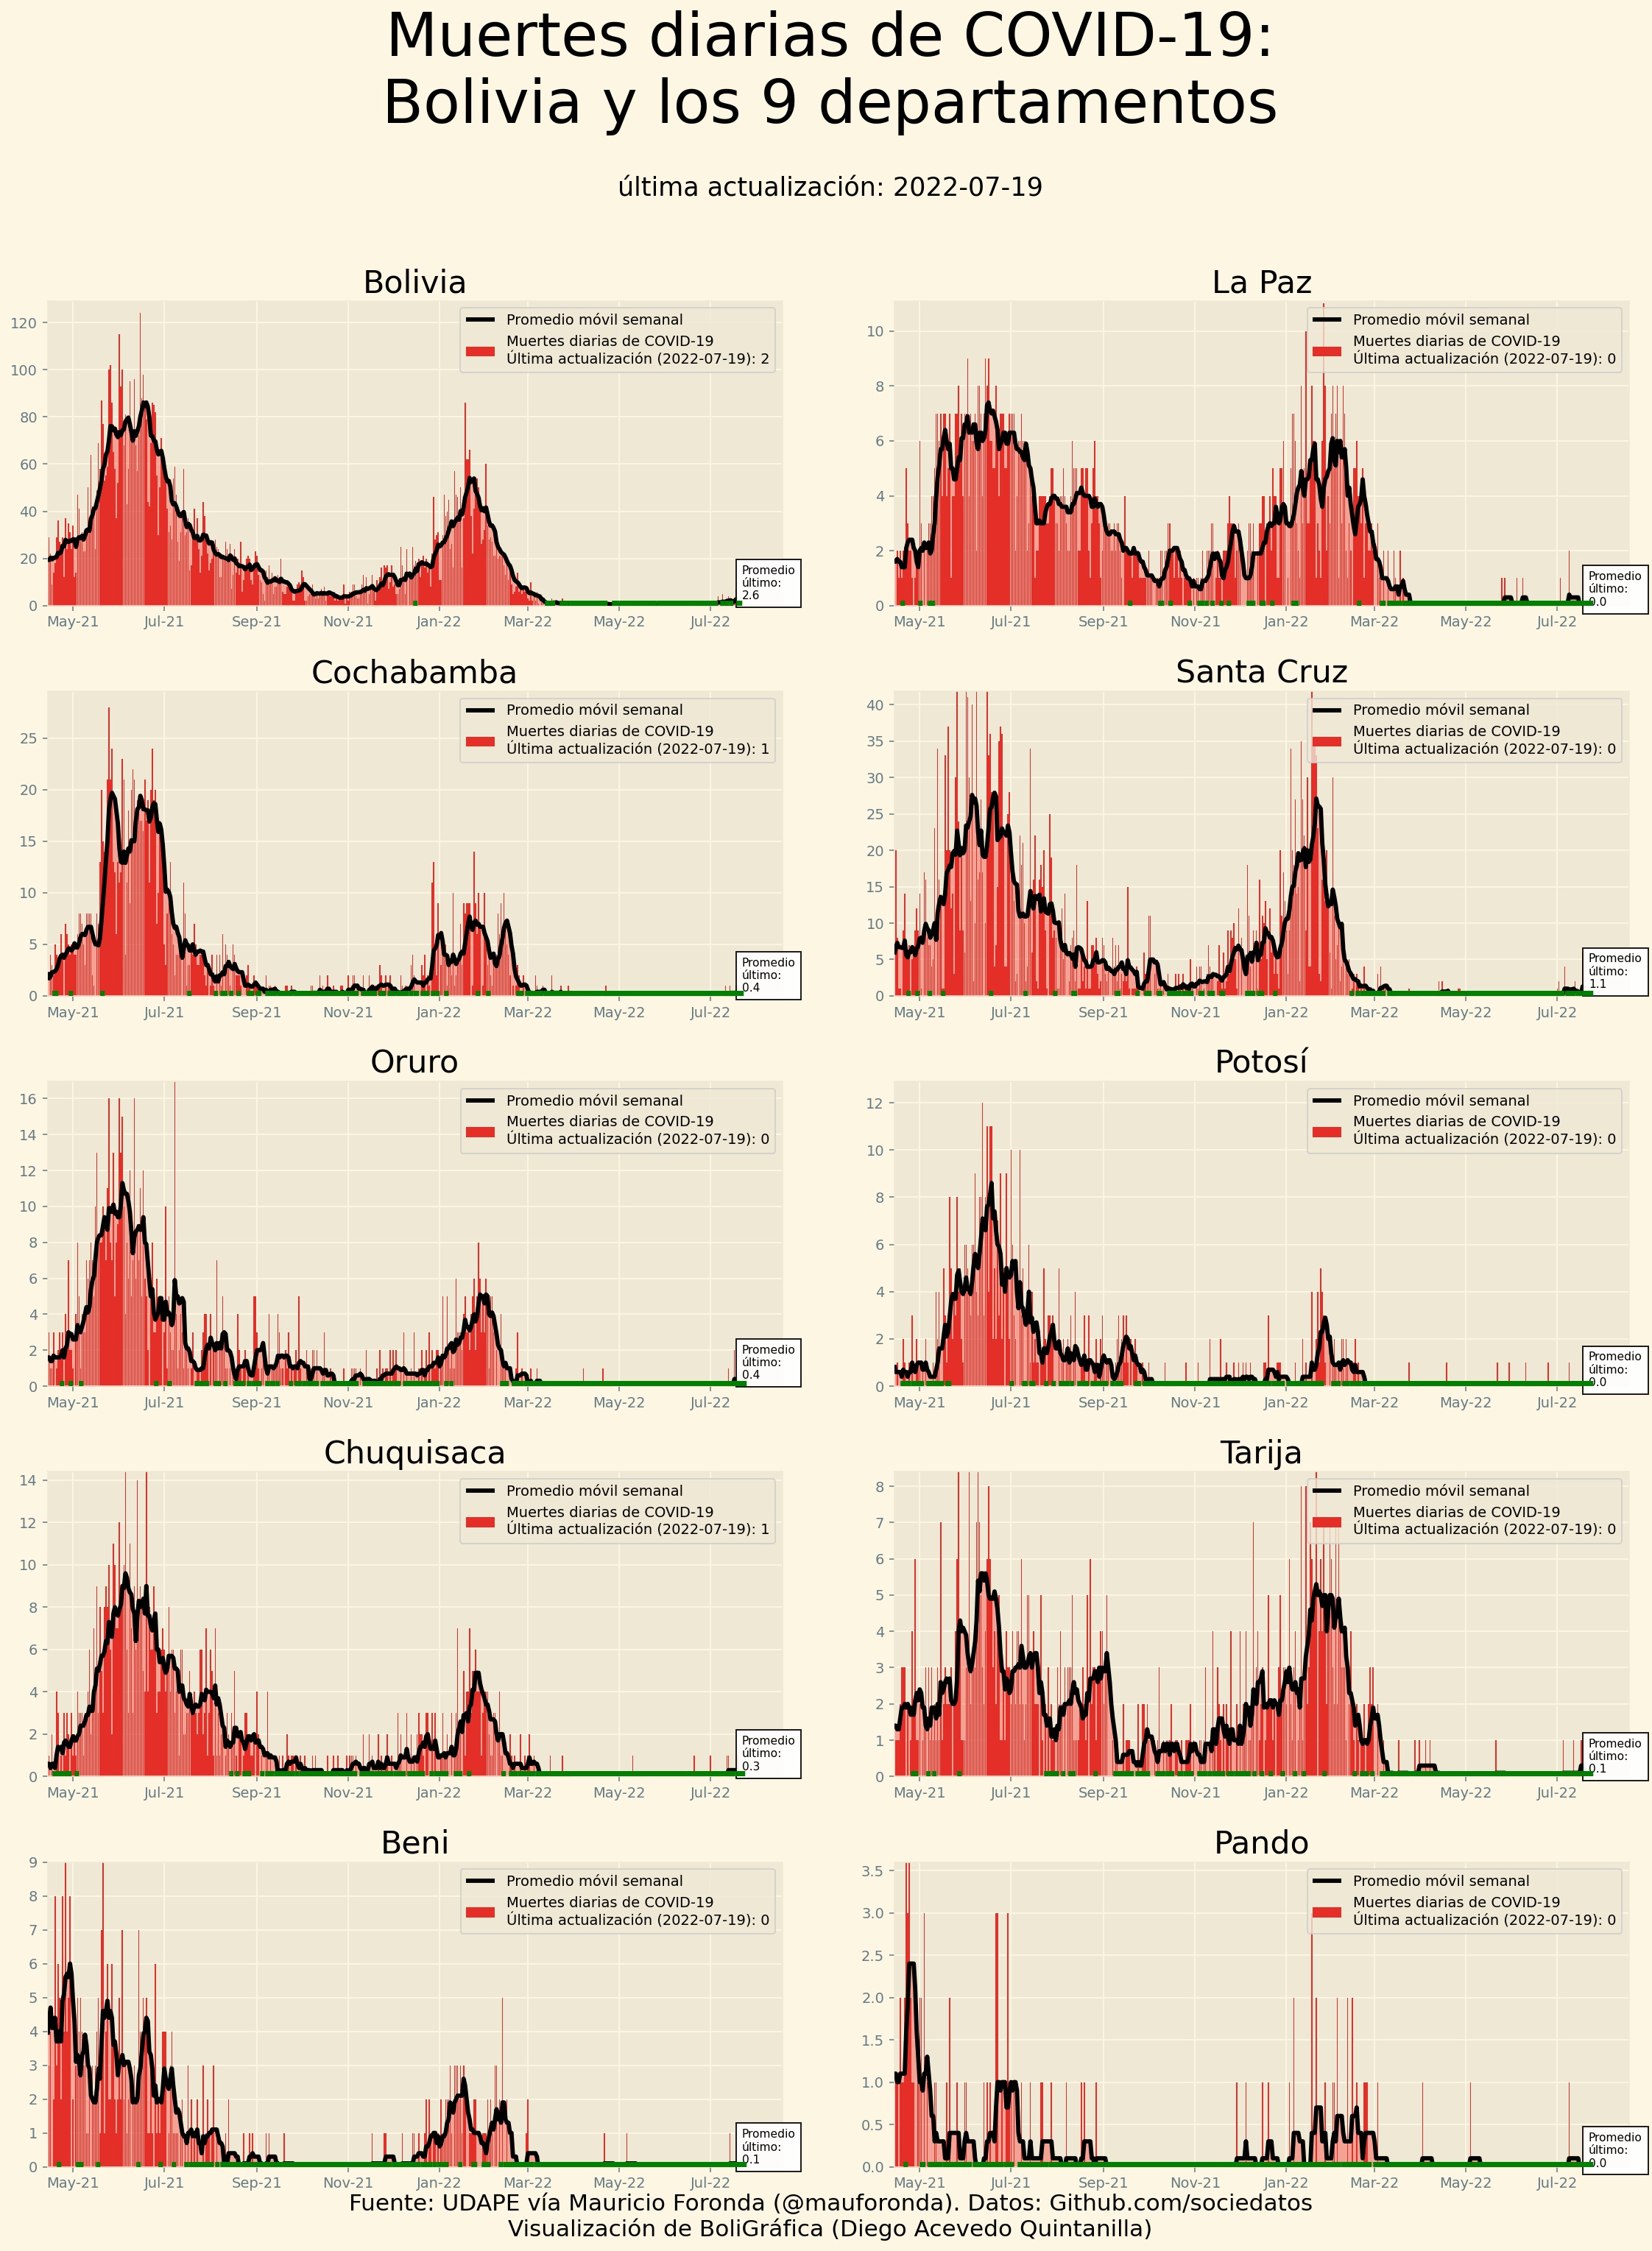 Muertes diarias de COVID-19:
Bolivia y los 9 departamentos
última actualización: 2022-07-19
Bolivia
Promedio móvil semanal
Muertes diarias de COVID-19
Última actualización (2022-07-19): 2
120
100
80
60
40
20
0
Promedio
último:
2.6
May-21 Jul-21 Sep-21 Nov-21 Jan-22 Mar-22 May-22 Jul-22
La Paz
Promedio móvil semanal
Muertes diarias de COVID-19
Última actualización (2022-07-19): 0
10
8
6
4
2
0
Promedio
último:
0.0
May-21 Jul-21 Sep-21 Nov-21 Jan-22 Mar-22 May-22 Jul-22
Cochabamba
Promedio móvil semanal
Muertes diarias de COVID-19
Última actualización (2022-07-19): 1
25
20
15
10
5
0
Promedio
último:
0.4
May-21 Jul-21 Sep-21 Nov-21 Jan-22 Mar-22 May-22 Jul-22
Santa Cruz
Promedio móvil semanal
Muertes diarias de COVID-19
Última actualización (2022-07-19): 0
40
35
30
25
20
15
10
5
0
Promedio
último:
1.1
May-21 Jul-21 Sep-21 Nov-21 Jan-22 Mar-22 May-22 Jul-22
Oruro
Promedio móvil semanal
Muertes diarias de COVID-19
Última actualización (2022-07-19): 0
16
14
12
10
8
6
4
2
0
Promedio
último:
0.4
May-21 Jul-21 Sep-21 Nov-21 Jan-22 Mar-22 May-22 Jul-22
Potosí
Promedio móvil semanal
Muertes diarias de COVID-19
Última actualización (2022-07-19): 0
12
10
8
6
4
2
0
Promedio
último:
0.0
May-21 Jul-21 Sep-21 Nov-21 Jan-22 Mar-22 May-22 Jul-22
Chuquisaca
Promedio móvil semanal
Muertes diarias de COVID-19
Última actualización (2022-07-19): 1
14
12
10
8
6
4
2
0
Promedio
último:
0.3
May-21 Jul-21 Sep-21 Nov-21 Jan-22 Mar-22 May-22 Jul-22
Tarija
Promedio móvil semanal
Muertes diarias de COVID-19
Última actualización (2022-07-19): 0
8
7
6
5
4
3
2
1
0
Promedio
último:
0.1
May-21 Jul-21 Sep-21 Nov-21 Jan-22 Mar-22 May-22 Jul-22
Beni
Promedio móvil semanal
Muertes diarias de COVID-19
Última actualización (2022-07-19): 0
9
8
7
6
5
4
3
2
1
0
Promedio
último:
0.1
May-21 Jul-21 Sep-21 Nov-21 Jan-22 Mar-22 May-22 Jul-22
Pando
Promedio móvil semanal
Muertes diarias de COVID-19
Última actualización (2022-07-19): 0
3.5
3.0
2.5
2.0
1.5
1.0
0.5
0.0
Promedio
último:
0.0
May-21 Jul-21 Sep-21 Nov-21 Jan-22 Mar-22 May-22 Jul-22
Fuente: UDAPE vía Mauricio Foronda (@mauforonda). Datos: Github.com/sociedatos
Visualización de BoliGráfica (Diego Acevedo Quintanilla)